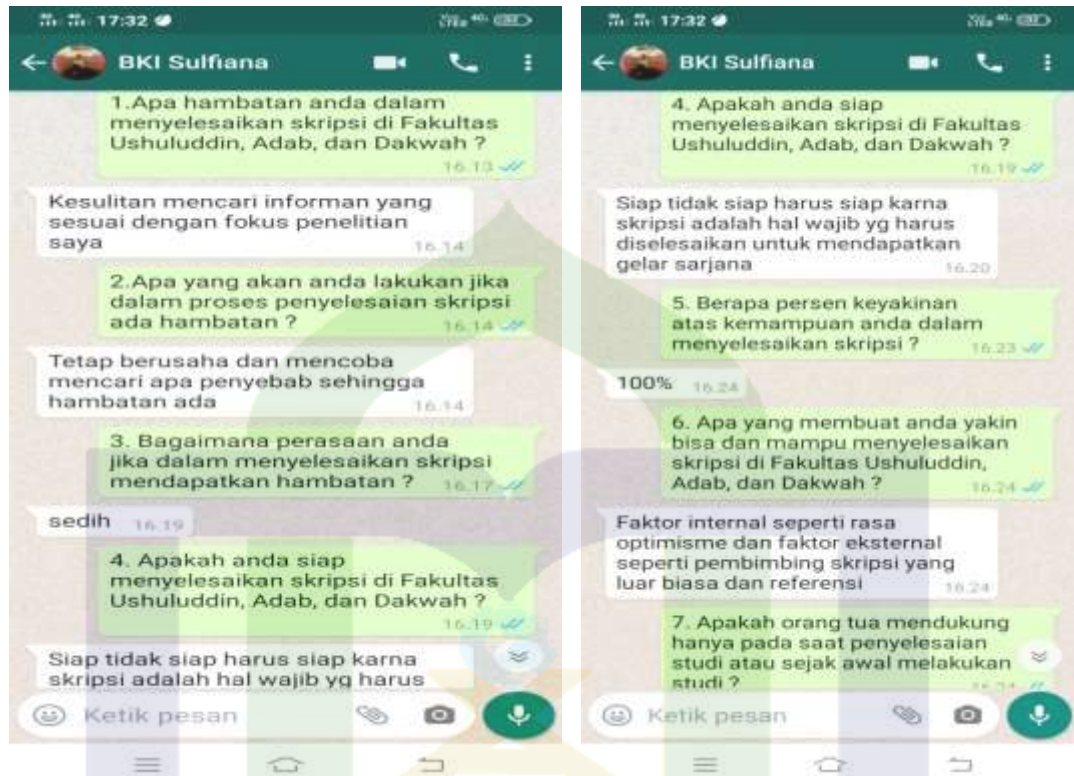 17:32
BKI Sulfiana
1.Apa hambatan anda dalam
menyelesaikan skripsi di Fakultas
Ushuluddin, Adab, dan Dakwah ?
16.13
Kesulitan mencari informan yang
sesuai dengan fokus penelitian
saya
16.14
2.Apa yang akan anda lakukan jika
dalam proses penyelesaian skripsi
ada hambatan ?
16.14
Tetap berusaha dan mencoba
mencari apa penyebab sehingga
hambatan ada
16.14
3. Bagaimana perasaan anda
jika dalam menyelesaikan skripsi
mendapatkan hambatan ?
16.17
sedih
16.19
4. Apakah anda siap
menyelesaikan skripsi di Fakultas
Ushuluddin, Adab, dan Dakwah ?
16.19
Siap tidak siap harus siap karna
skripsi adalah hal wajib yg harus
Ketik pesan
17:32
BKI Sulfiana
4. Apakah anda siap
menyelesaikan skripsi di Fakultas
Ushuluddin, Adab, dan Dakwah ?
16.19
Siap tidak siap harus siap karna
skripsi adalah hal wajib yg harus
diselesaikan untuk mendapatkan
gelar sarjana
16.20
5. Berapa persen keyakinan
atas kemampuan anda dalam
menyelesaikan skripsi ?
16.23
100%
16.24
6. Apa yang membuat anda yakin
bisa dan mampu menyelesaikan
skripsi di Fakultas Ushuluddin,
Adab, dan Dakwah ?
16.24
Faktor internal seperti rasa
optimisme dan faktor eksternal
seperti pembimbing skripsi yang
luar biasa dan referensi
16.24
7. Apakah orang tua mendukung
hanya pada saat penyelesaian
studi atau sejak awal melakukan
studi ?
Ketik pesan